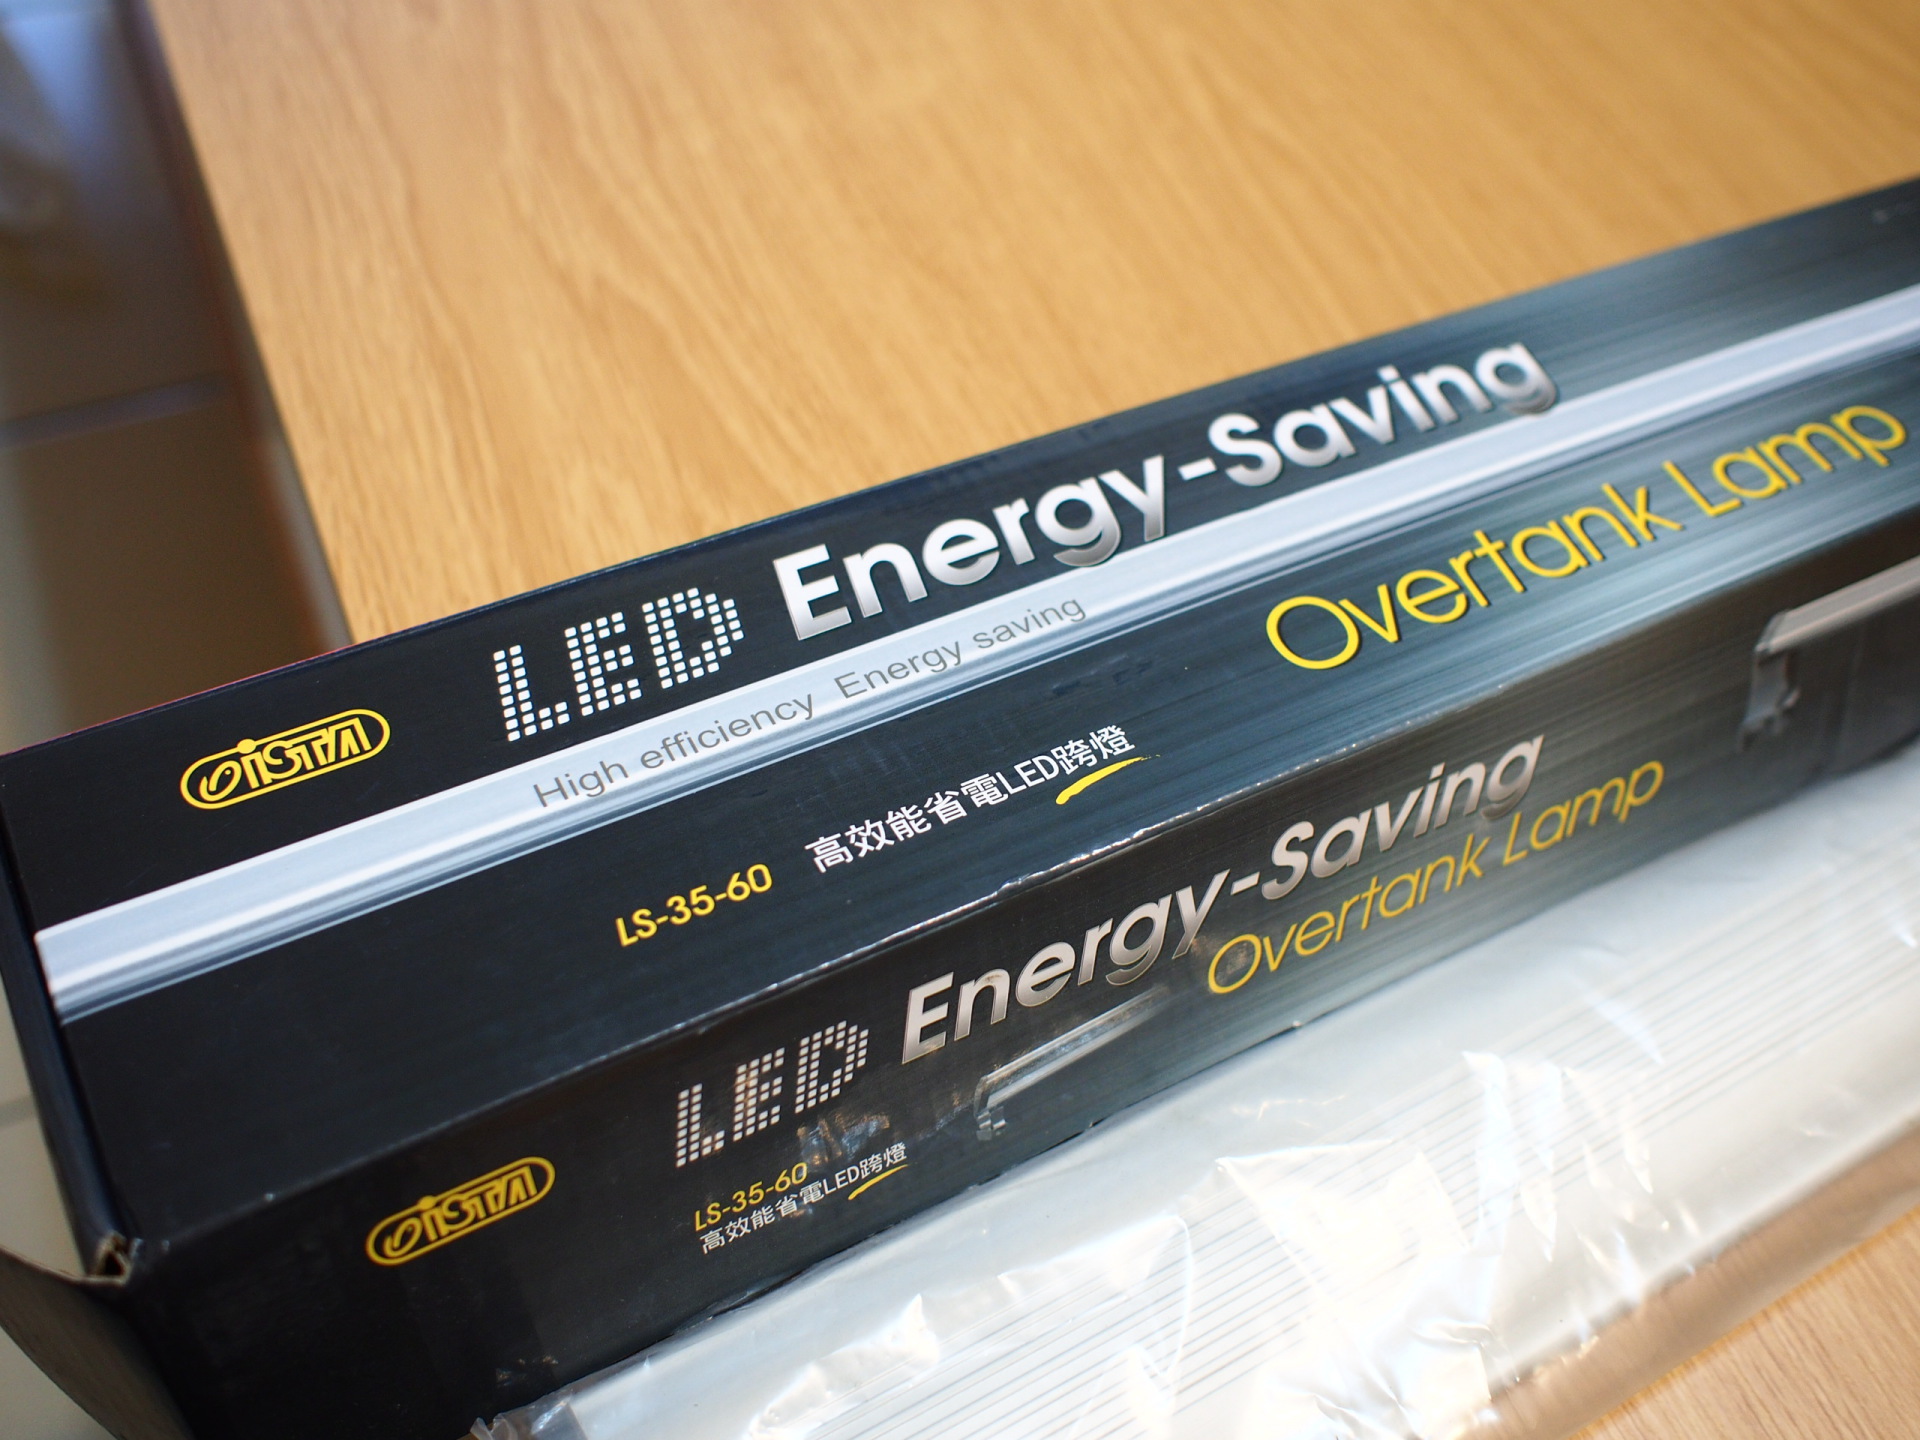 ISTA
LED Energy-Saving
High efficiency Energy saving
Overtank Lamp
LS-35-60 高效能省電LED跨燈
ISTA
LED Energy-Saving
Overtank Lamp
LS-35-60
高效能省電LED跨燈